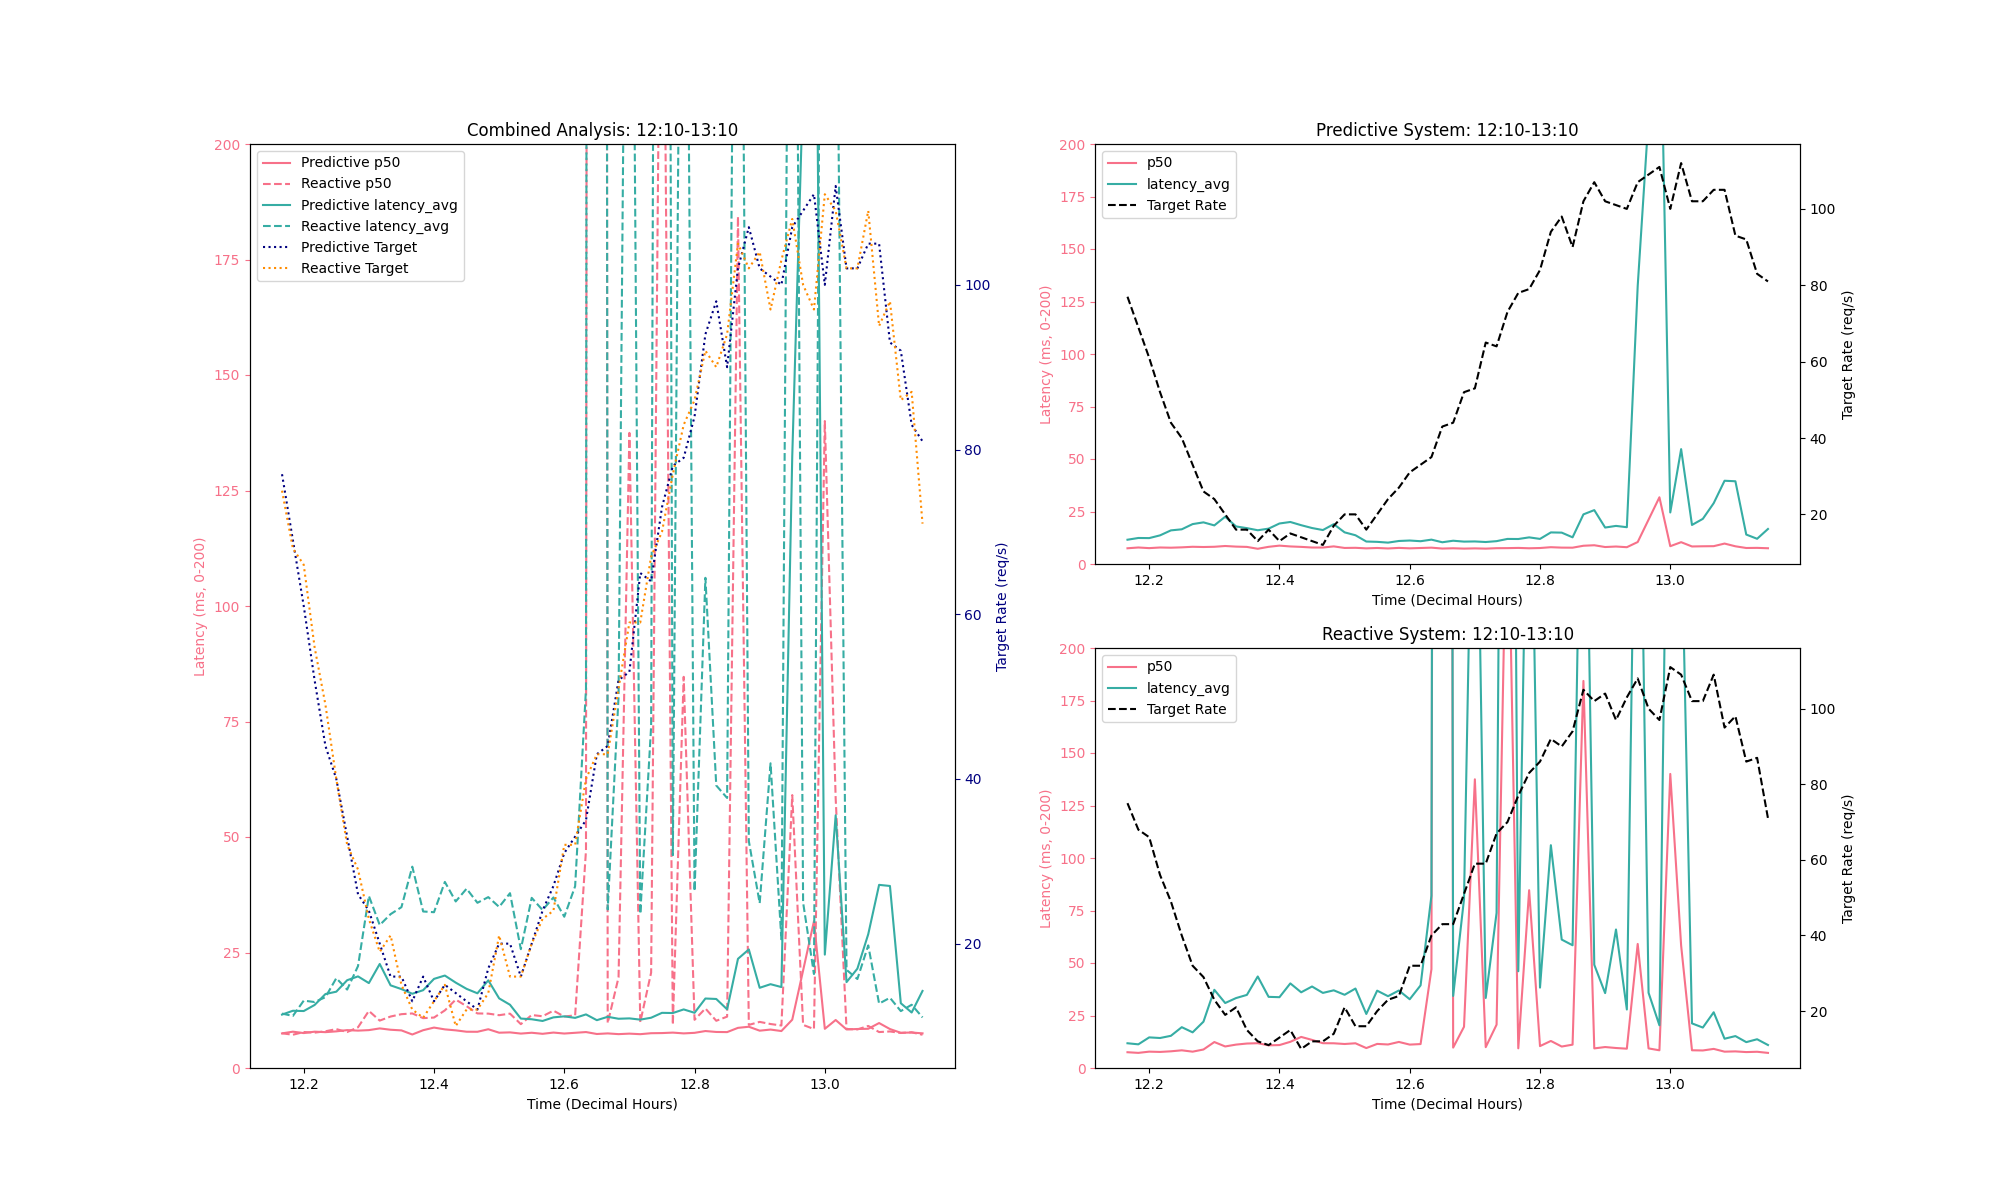 Combined Analysis: 12:10-13:10
Predictive p50
Reactive p50
Predictive latency_avg
Reactive latency_avg
Predictive Target
Reactive Target
200
175
150
125
100
75
50
25
0
Latency (ms, 0-200)
100
80
60
40
20
Target Rate (req/s)
12.2 12.4 12.6 12.8 13.0
Time (Decimal Hours)
Predictive System: 12:10-13:10
p50
latency_avg
Target Rate
200
175
150
125
100
75
50
25
0
Latency (ms, 0-200)
100
80
60
40
20
Target Rate (req/s)
12.2 12.4 12.6 12.8 13.0
Time (Decimal Hours)
Reactive System: 12:10-13:10
p50
latency_avg
Target Rate
200
175
150
125
100
75
50
25
0
Latency (ms, 0-200)
100
80
60
40
20
Target Rate (req/s)
12.2 12.4 12.6 12.8 13.0
Time (Decimal Hours)